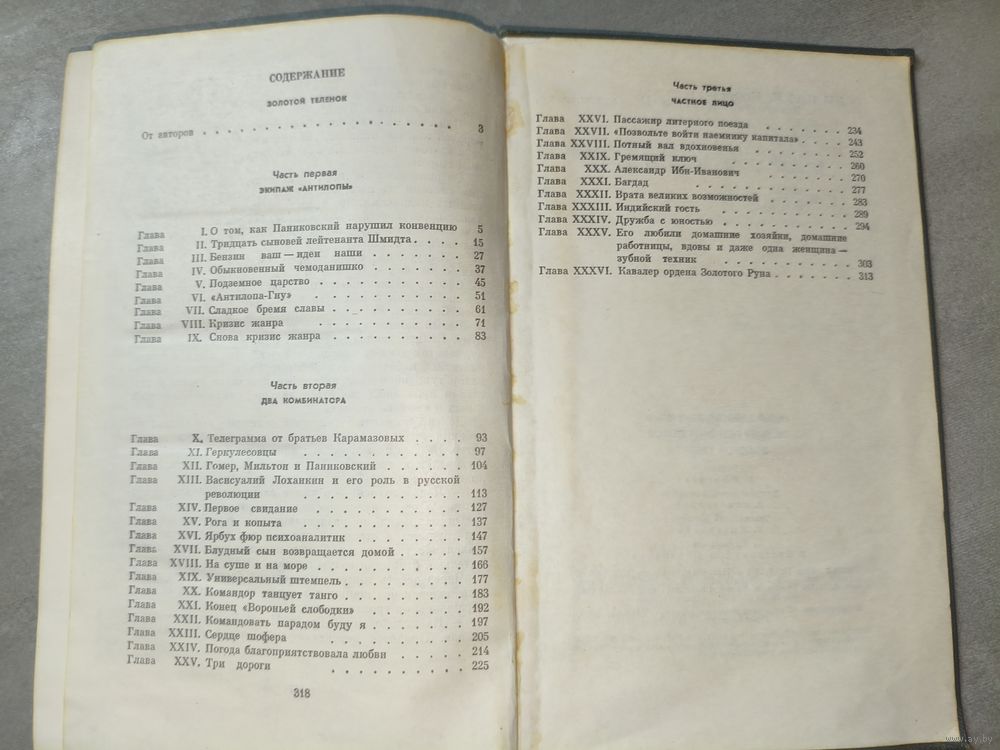 СОДЕРЖАНИЕ
ЗОЛОТОЙ ТЕЛЕНОК
От авторов . . . . . . . . . . . . . . . . . . 3
Часть первая
ЭКИПАЖ «АНТИЛОПЫ»
Глава I. О том, как Паниковский нарушил конвенцию 5
Глава II. Тридцать сыновей лейтенанта Шмидта . . . . 15
Глава III. Бензин ваш — идеи наши . . . . . . . 27
Глава IV. Обыкновенный чемоданишко . . . . . . . 37
Глава V. Подземное царство . . . . . . . . . . 45
Глава VI. «Антилопа-Гну» . . . . . . . . . . 51
Глава VII. Сладкое бремя славы . . . . . . . . . 61
Глава VIII. Кризис жанра . . . . . . . . . . 71
Глава IX. Снова кризис жанра . . . . . . . . . 83
Часть вторая
ДВА КОМБИНАТОРА
Глава X. Телеграмма от братьев Карамазовых . . . . 93
Глава XI. Геркулесовцы . . . . . . . . . . . 97
Глава XII. Гомер, Мильтон и Паниковский . . . . . . 104
Глава XIII. Васисуалий Лоханкин и его роль в русской
революции . . . . . . . . . . . 113
Глава XIV. Первое свидание . . . . . . . . . . 127
Глава XV. Рога и копыта . . . . . . . . . . 137
Глава XVI. Ярбух фюр психоаналитик . . . . . . . 147
Глава XVII. Блудный сын возвращается домой . . . . . 157
Глава XVIII. На суше и на море . . . . . . . . . 166
Глава XIX. Универсальный штемпель . . . . . . . . 177
Глава XX. Командор танцует танго . . . . . . . . 183
Глава XXI. Конец «Вороньей слободки» . . . . . . . 192
Глава XXII. Командовать парадом буду я . . . . . . . 197
Глава XXIII. Сердце шофера . . . . . . . . . . 205
Глава XXIV. Погода благоприятствовала любви . . . . . 214
Глава XXV. Три дороги . . . . . . . . . . 225
318
Часть третья
ЧАСТНОЕ ЛИЦО
Глава XXVI. Пассажир литерного поезда . . . . . . 234
Глава XXVII. «Позвольте войти наемнику капитала» . . . . 243
Глава XXVIII. Потный вал вдохновенья . . . . . . . 252
Глава XXIX. Гремящий ключ . . . . . . . . . 260
Глава XXX. Александр Ибн-Иванович . . . . . . . 270
Глава XXXI. Багдад . . . . . . . . . . . 277
Глава XXXII. Врата великих возможностей . . . . . . 283
Глава XXXIII. Индийский гость . . . . . . . . . 289
Глава XXXIV. Дружба с юностью . . . . . . . . . 294
Глава XXXV. Его любили домашние хозяйки, домашние
работницы, вдовы и даже одна женщина —
зубной техник . . . . . . . . . 303
Глава XXXVI. Кавалер ордена Золотого Руна . . . . . . 313
www.ay.by